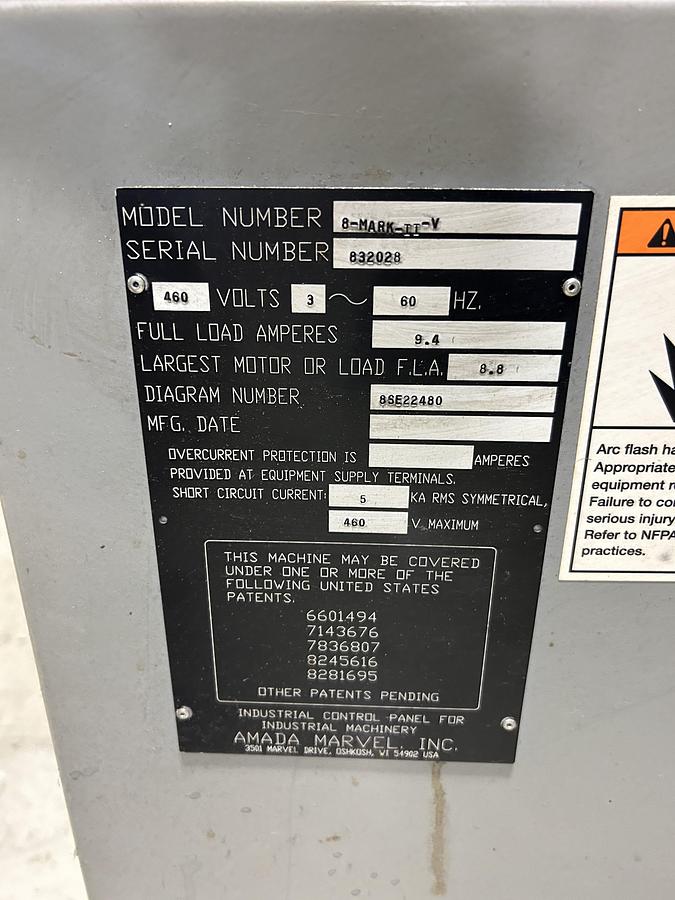 MODEL NUMBER 8-MARK-II-V
SERIAL NUMBER 832028
460 VOLTS 3 ~ 60 HZ.
FULL LOAD AMPERES 9.4
LARGEST MOTOR OR LOAD F.L.A. 8.8
DIAGRAM NUMBER 86E22480
MFG. DATE
OVERCURRENT PROTECTION IS AMPERES
PROVIDED AT EQUIPMENT SUPPLY TERMINALS.
SHORT CIRCUIT CURRENT: 5 KA RMS SYMMETRICAL,
460 V MAXIMUM
THIS MACHINE MAY BE COVERED
UNDER ONE OR MORE OF THE
FOLLOWING UNITED STATES
PATENTS.
6601494
7143676
7836807
8245616
8281695
OTHER PATENTS PENDING
INDUSTRIAL CONTROL PANEL FOR
INDUSTRIAL MACHINERY
AMADA MARVEL, INC.
3501 MARVEL DRIVE, OSHKOSH, WI 54902 USA
Arc flash ha
Appropriate
equipment r
Failure to co
serious injury
Refer to NFPA
practices.